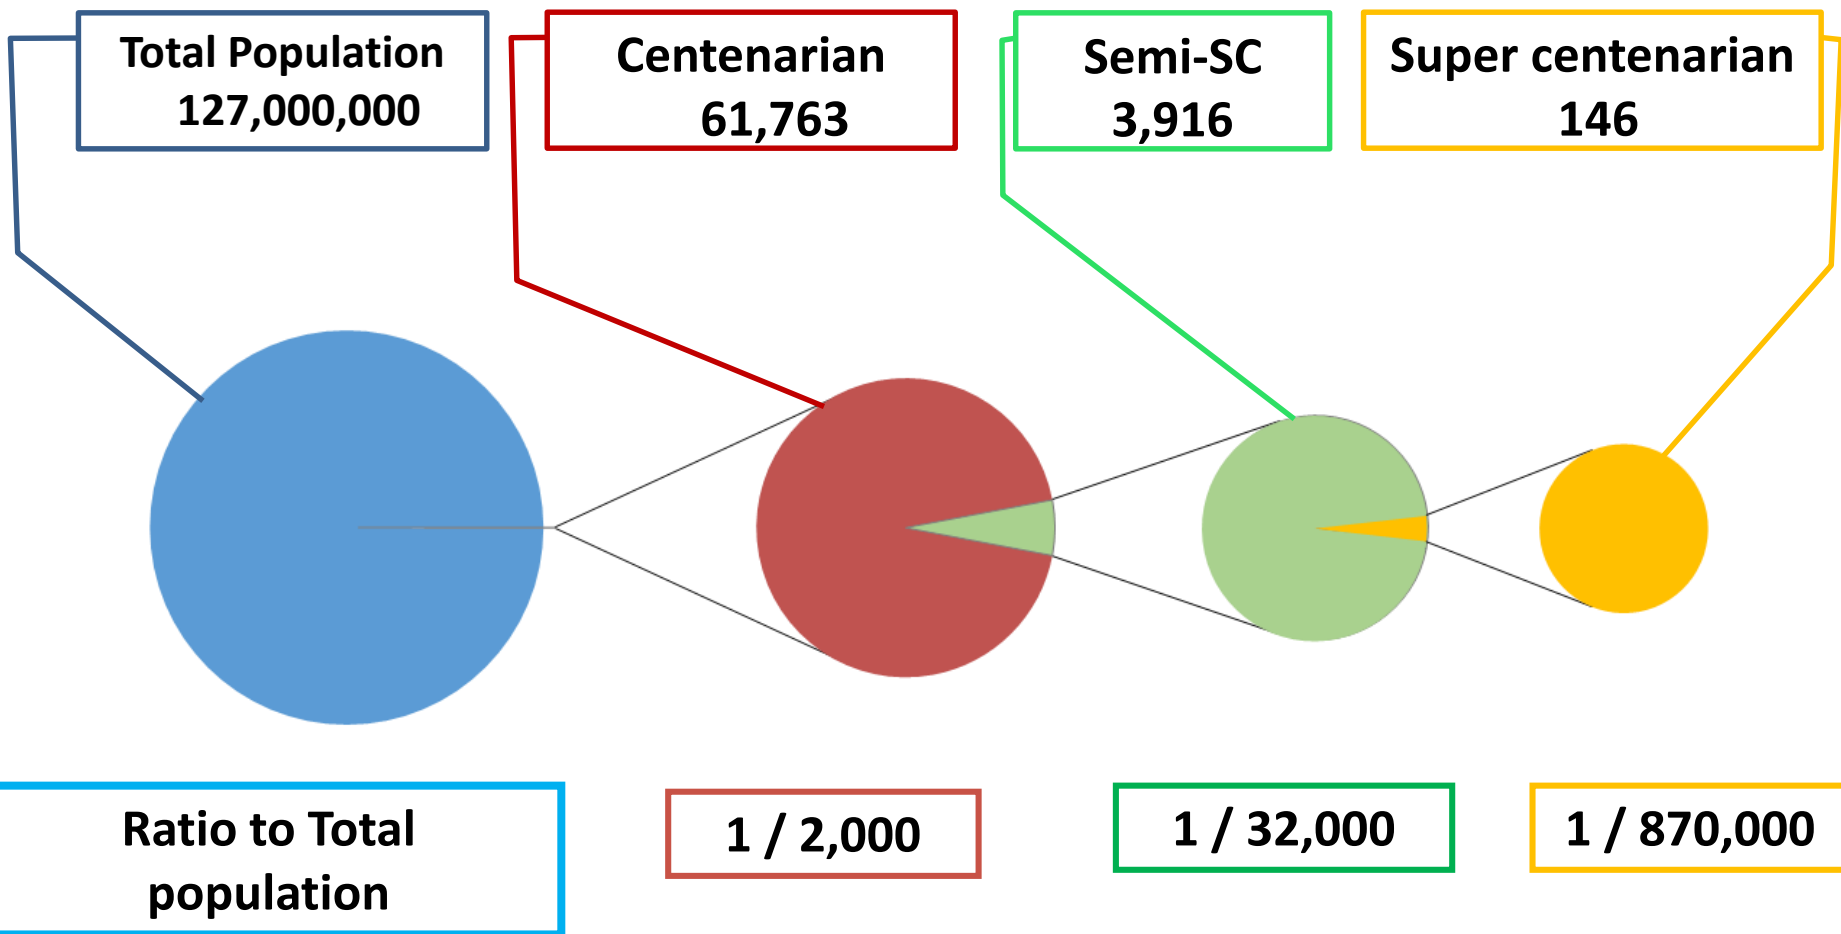 Total Population
127,000,000
Centenarian
61,763
Semi-SC
3,916
Super centenarian
146
Ratio to Total
population
1 / 2,000
1 / 32,000
1 / 870,000